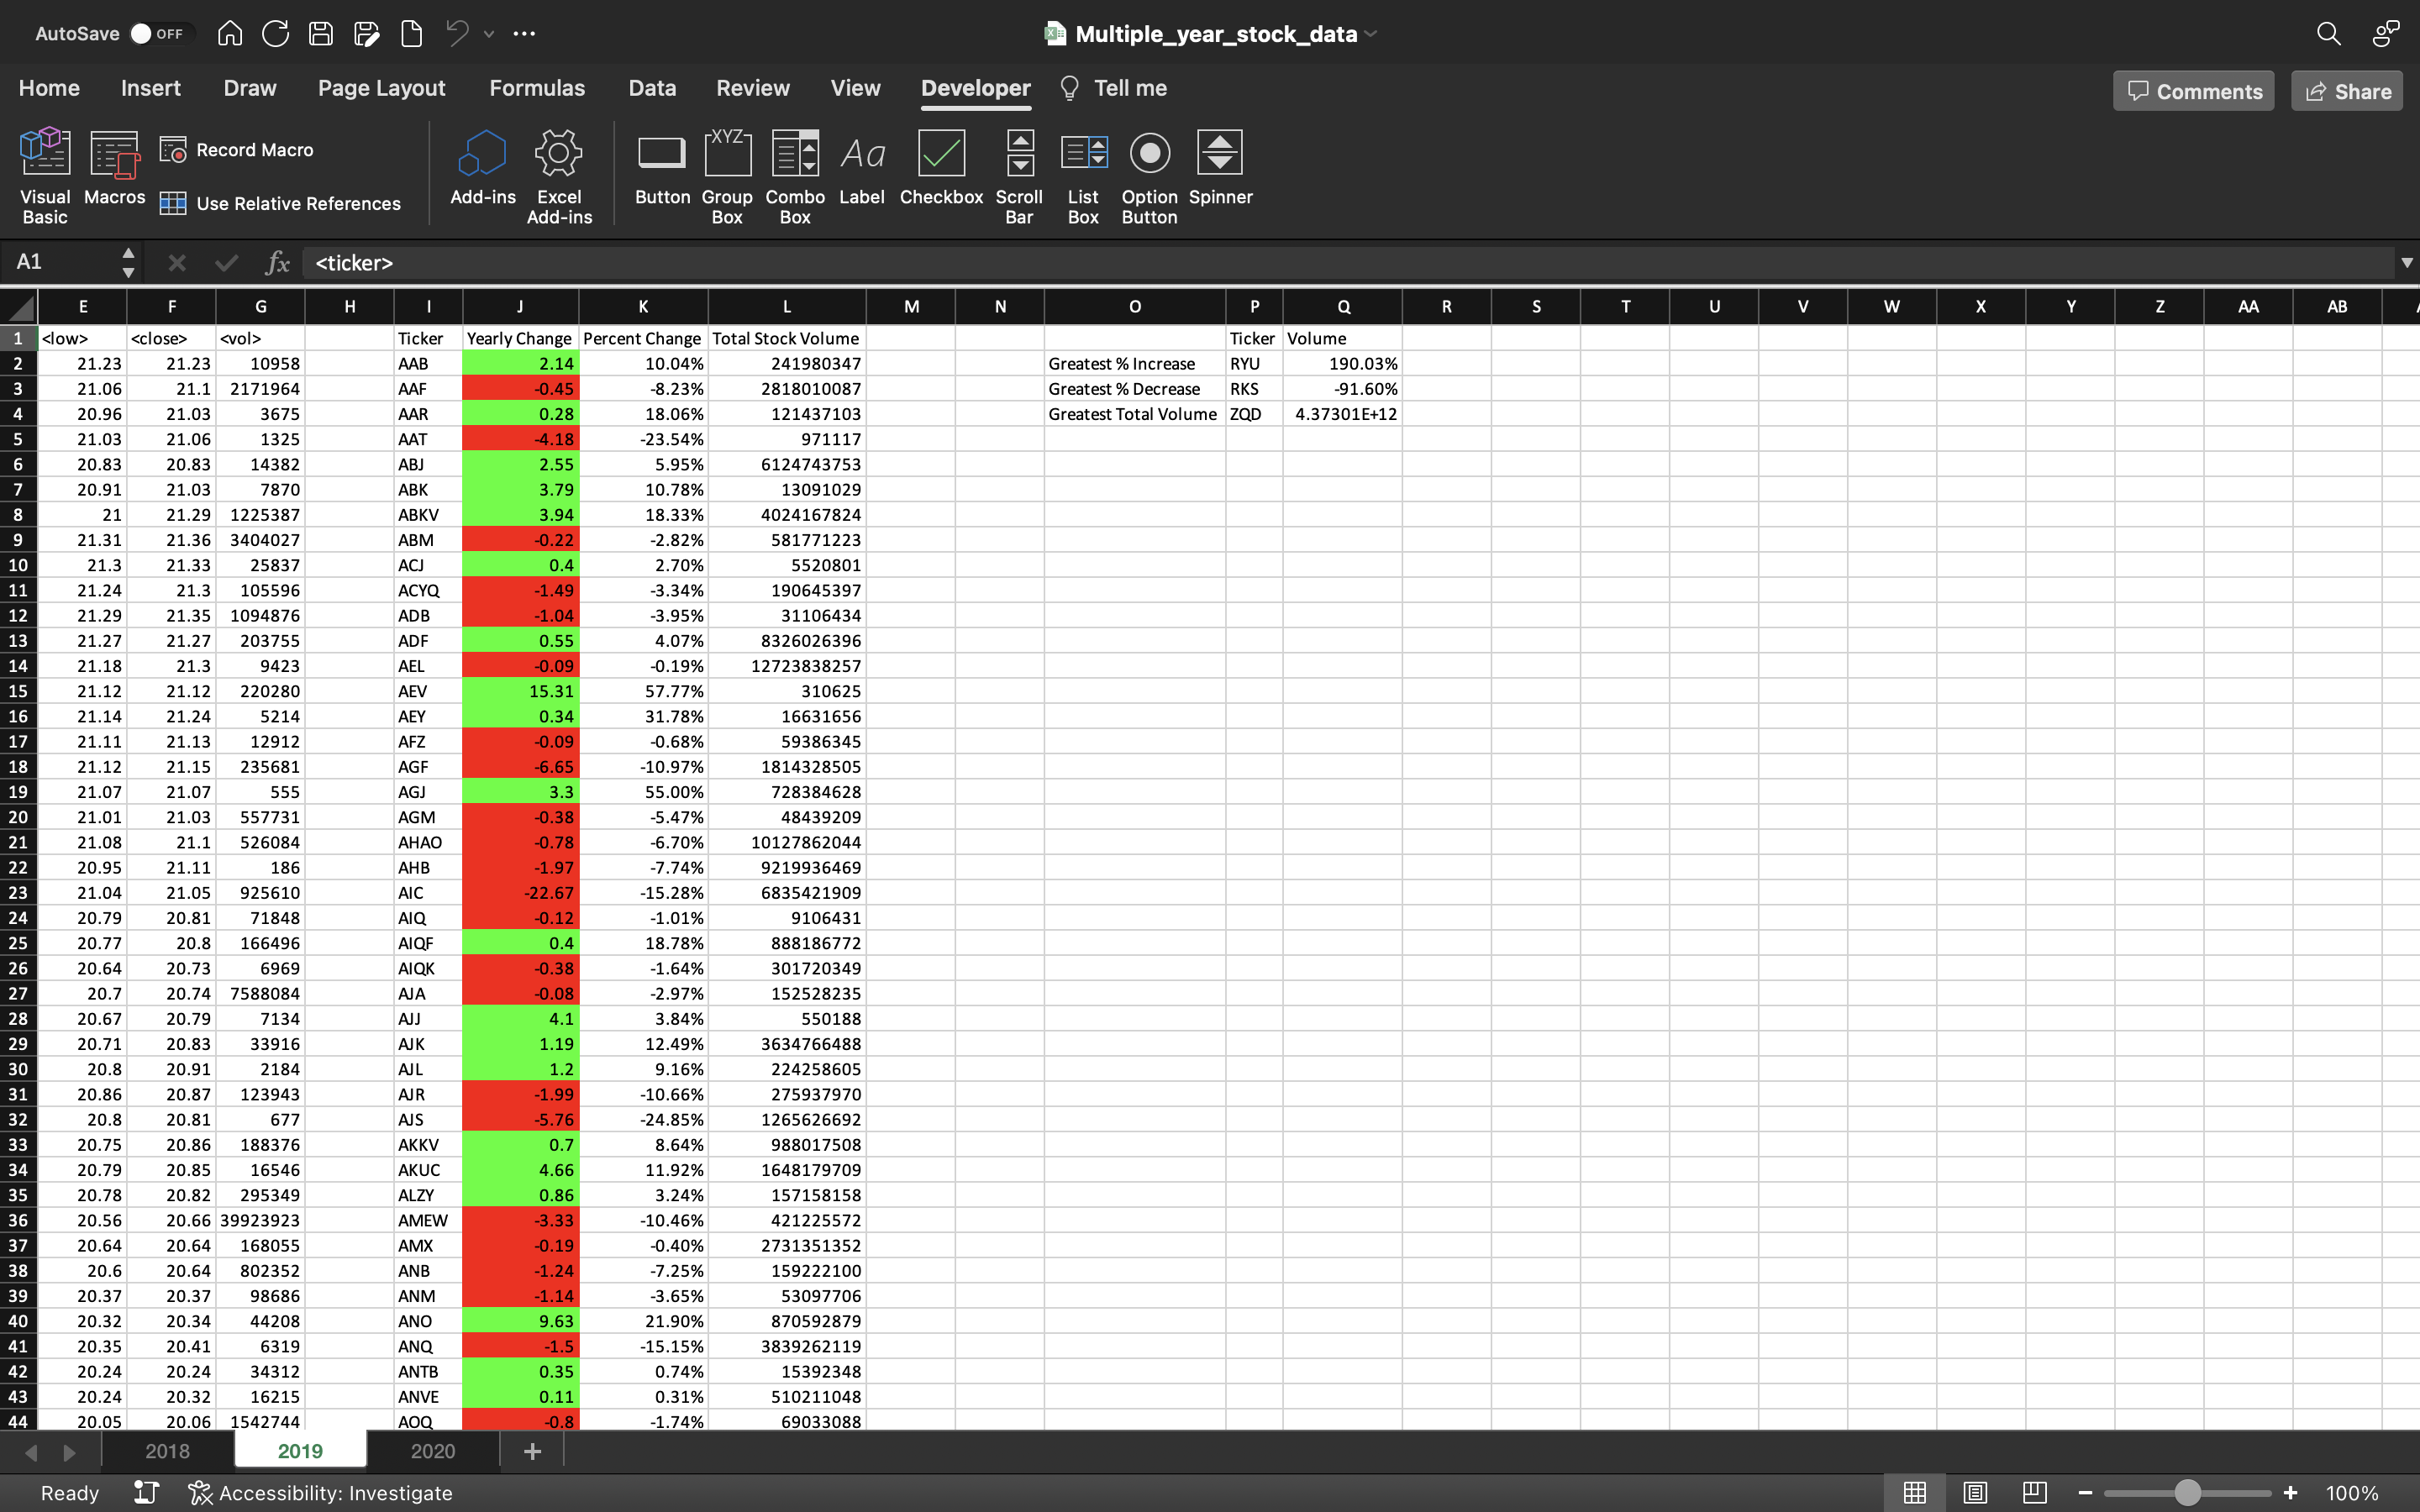 AutoSave OFF Multiple_year_stock_data
Home Insert Draw Page Layout Formulas Data Review View Developer Tell me Comments Share
Visual Basic Macros Record Macro Use Relative References Add-ins Excel Add-ins Button XYZ Group Box Combo Box Aa Label Checkbox Scroll Bar List Box Option Button Spinner
A1 fx <ticker>
E F G H I J K L M N O P Q R S T U V W X Y Z AA AB
1 <low> <close> <vol> Ticker Yearly Change Percent Change Total Stock Volume Ticker Volume
2 21.23 21.23 10958 AAB 2.14 10.04% 241980347 Greatest % Increase RYU 190.03%
3 21.06 21.1 2171964 AAF -0.45 -8.23% 2818010087 Greatest % Decrease RKS -91.60%
4 20.96 21.03 3675 AAR 0.28 18.06% 121437103 Greatest Total Volume ZQD 4.37301E+12
5 21.03 21.06 1325 AAT -4.18 -23.54% 971117
6 20.83 20.83 14382 ABJ 2.55 5.95% 6124743753
7 20.91 21.03 7870 ABK 3.79 10.78% 13091029
8 21 21.29 1225387 ABKV 3.94 18.33% 4024167824
9 21.31 21.36 3404027 ABM -0.22 -2.82% 581771223
10 21.3 21.33 25837 ACJ 0.4 2.70% 5520801
11 21.24 21.3 105596 ACYQ -1.49 -3.34% 190645397
12 21.29 21.35 1094876 ADB -1.04 -3.95% 31106434
13 21.27 21.27 203755 ADF 0.55 4.07% 8326026396
14 21.18 21.3 9423 AEL -0.09 -0.19% 12723838257
15 21.12 21.12 220280 AEV 15.31 57.77% 310625
16 21.14 21.24 5214 AEY 0.34 31.78% 16631656
17 21.11 21.13 12912 AFZ -0.09 -0.68% 59386345
18 21.12 21.15 235681 AGF -6.65 -10.97% 1814328505
19 21.07 21.07 555 AGJ 3.3 55.00% 728384628
20 21.01 21.03 557731 AGM -0.38 -5.47% 48439209
21 21.08 21.1 526084 AHAO -0.78 -6.70% 10127862044
22 20.95 21.11 186 AHB -1.97 -7.74% 9219936469
23 21.04 21.05 925610 AIC -22.67 -15.28% 6835421909
24 20.79 20.81 71848 AIQ -0.12 -1.01% 9106431
25 20.77 20.8 166496 AIQF 0.4 18.78% 888186772
26 20.64 20.73 6969 AIQK -0.38 -1.64% 301720349
27 20.7 20.74 7588084 AJA -0.08 -2.97% 152528235
28 20.67 20.79 7134 AJJ 4.1 3.84% 550188
29 20.71 20.83 33916 AJK 1.19 12.49% 3634766488
30 20.8 20.91 2184 AJL 1.2 9.16% 224258605
31 20.86 20.87 123943 AJR -1.99 -10.66% 275937970
32 20.8 20.81 677 AJS -5.76 -24.85% 1265626692
33 20.75 20.86 188376 AKKV 0.7 8.64% 988017508
34 20.79 20.85 16546 AKUC 4.66 11.92% 1648179709
35 20.78 20.82 295349 ALZY 0.86 3.24% 157158158
36 20.56 20.66 39923923 AMEW -3.33 -10.46% 421225572
37 20.64 20.64 168055 AMX -0.19 -0.40% 2731351352
38 20.6 20.64 802352 ANB -1.24 -7.25% 159222100
39 20.37 20.37 98686 ANM -1.14 -3.65% 53097706
40 20.32 20.34 44208 ANO 9.63 21.90% 870592879
41 20.35 20.41 6319 ANQ -1.5 -15.15% 3839262119
42 20.24 20.24 34312 ANTB 0.35 0.74% 15392348
43 20.24 20.32 16215 ANVE 0.11 0.31% 510211048
44 20.05 20.06 1542744 AOQ -0.8 -1.74% 69033088
2018 2019 2020 +
Ready Accessibility: Investigate 100%